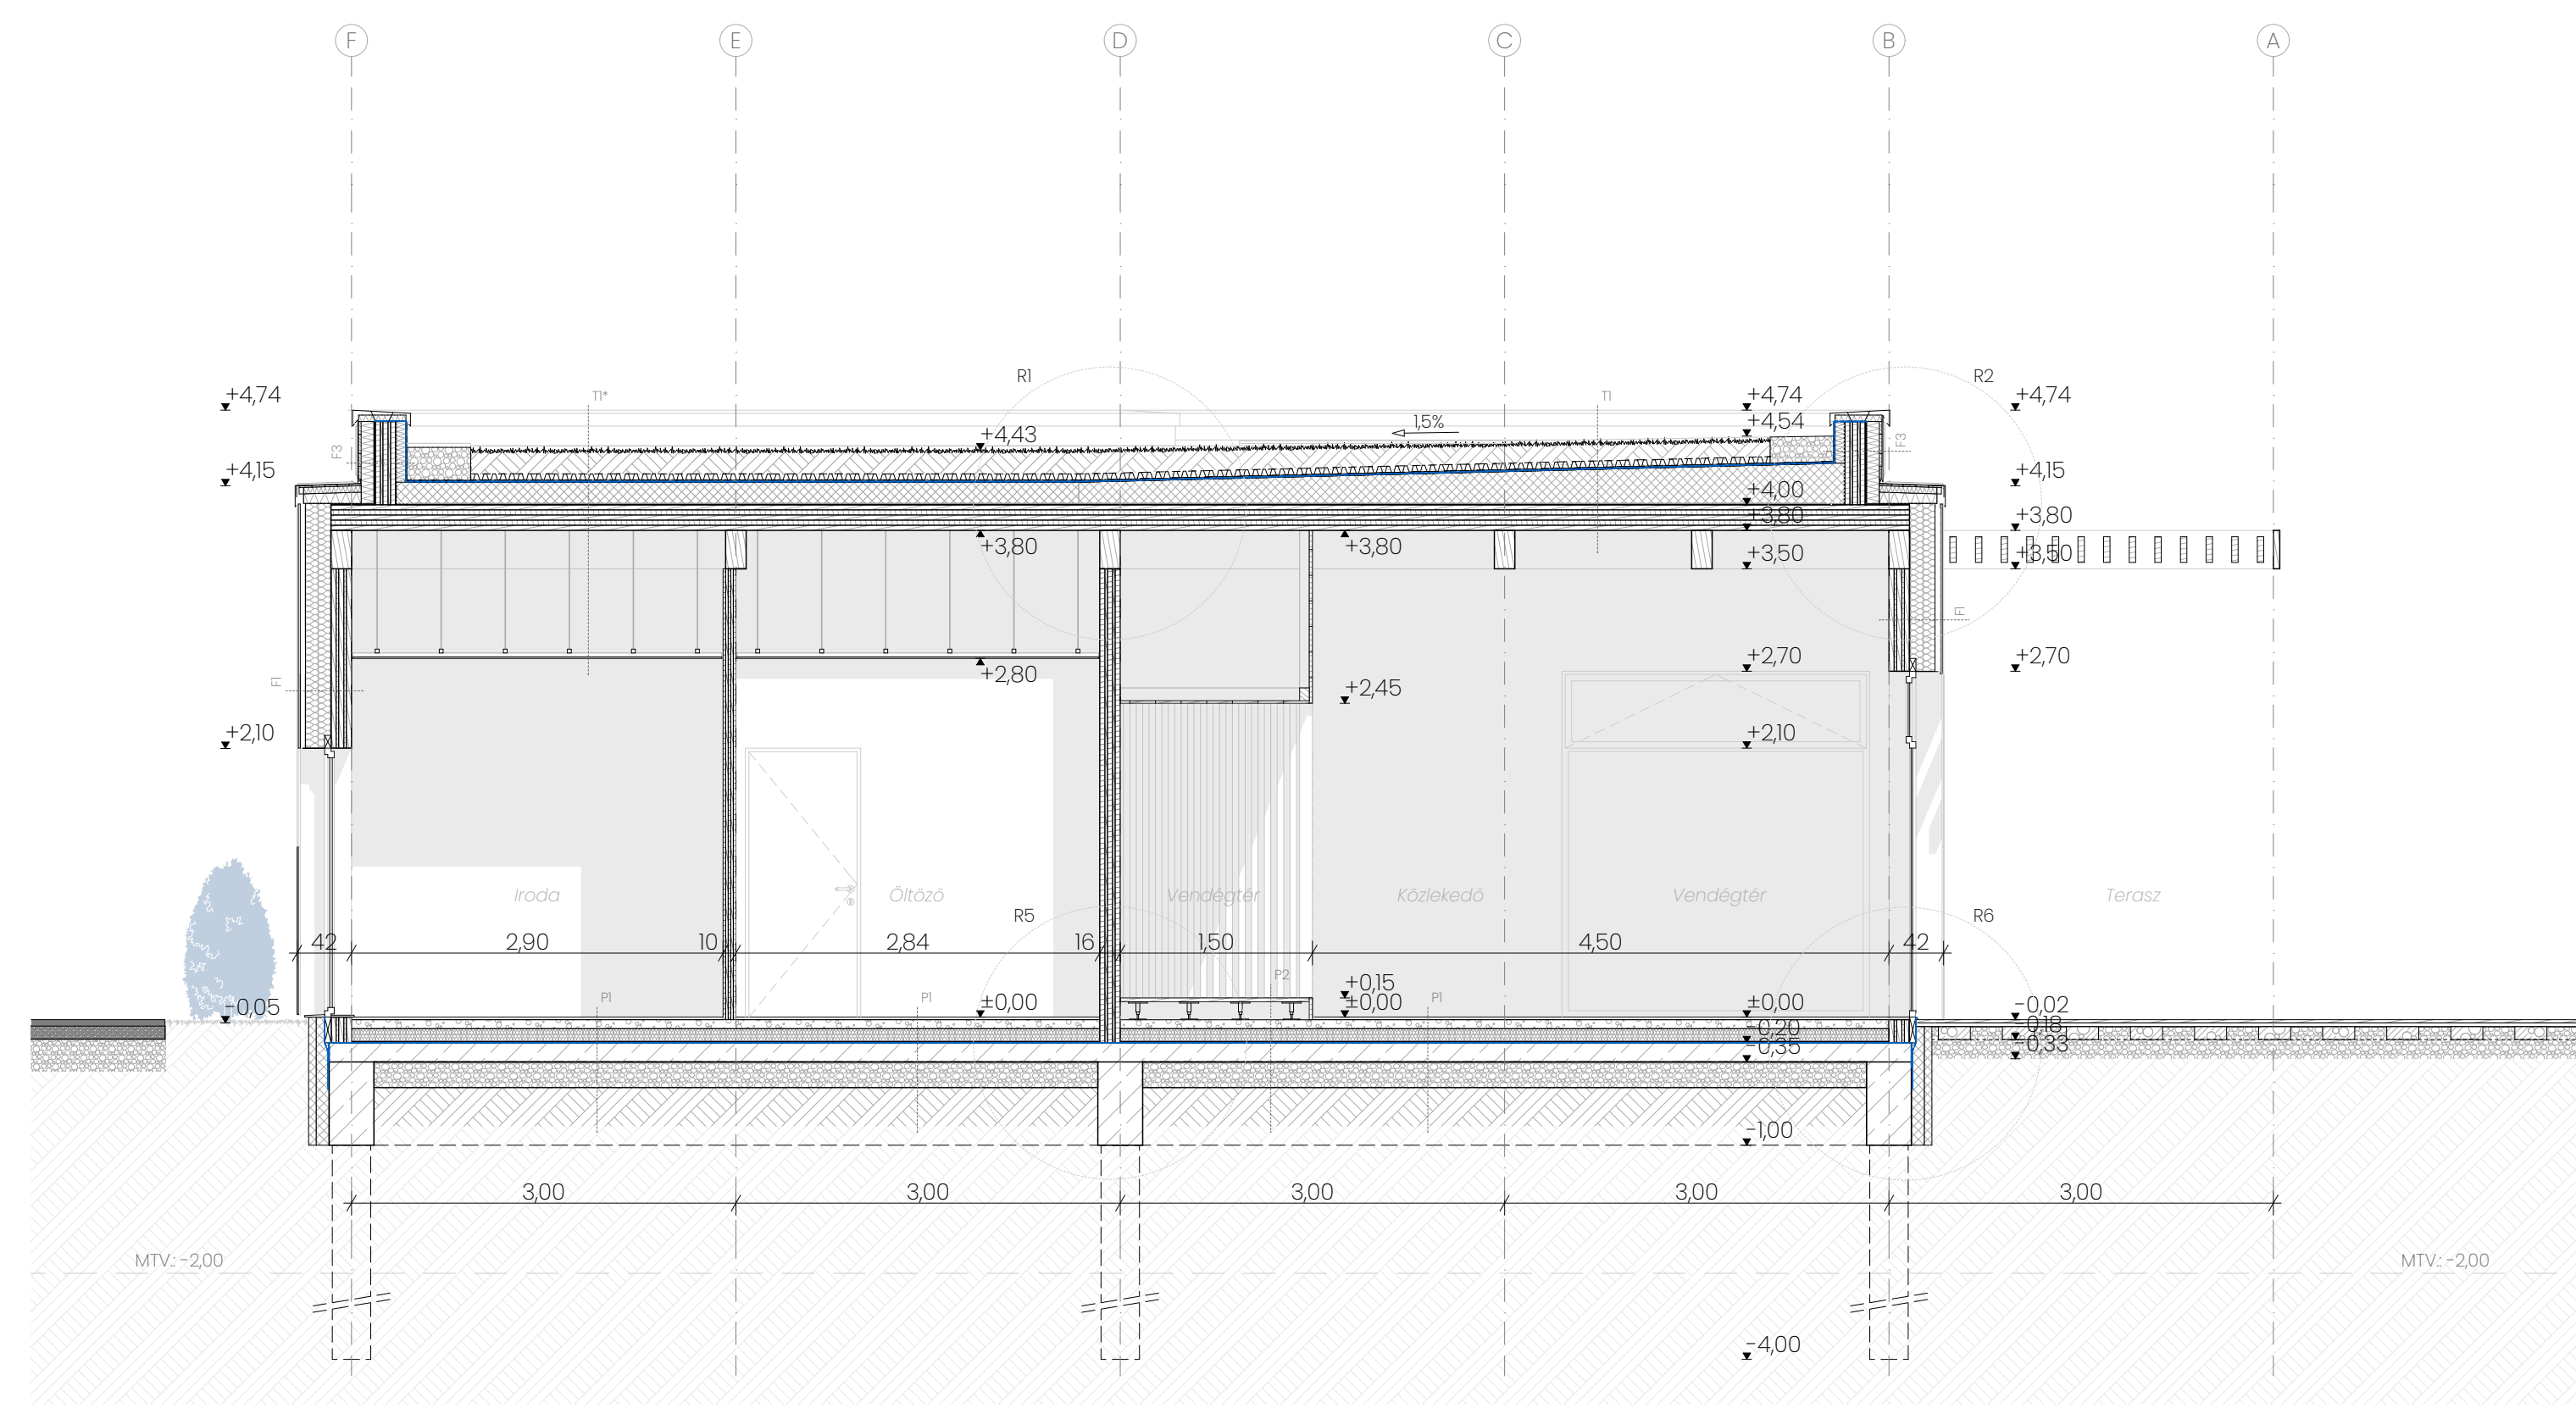 F E D C B A
R1 R2
+4,74 T1* T1 +4,74 +4,74
1,5% +4,54
+4,43
F3 F3
+4,15 +4,15
+4,00
+3,80 +3,80
+3,80 +3,80
+3,50 +3,50
F1
+2,70 +2,70
+2,80
F1 +2,45
+2,10 +2,10
Iroda Öltöző Vendégtér Közlekedő Vendégtér Terasz
R5 R6
42 2,90 10 2,84 16 1,50 4,50 42
P2
+0,15
P1 P1 P1
-0,05 ±0,00 ±0,00 ±0,00 -0,02
-0,20 -0,18
-0,35 -0,33
-1,00
3,00 3,00 3,00 3,00 3,00
MTV.: -2,00 MTV.: -2,00
-4,00